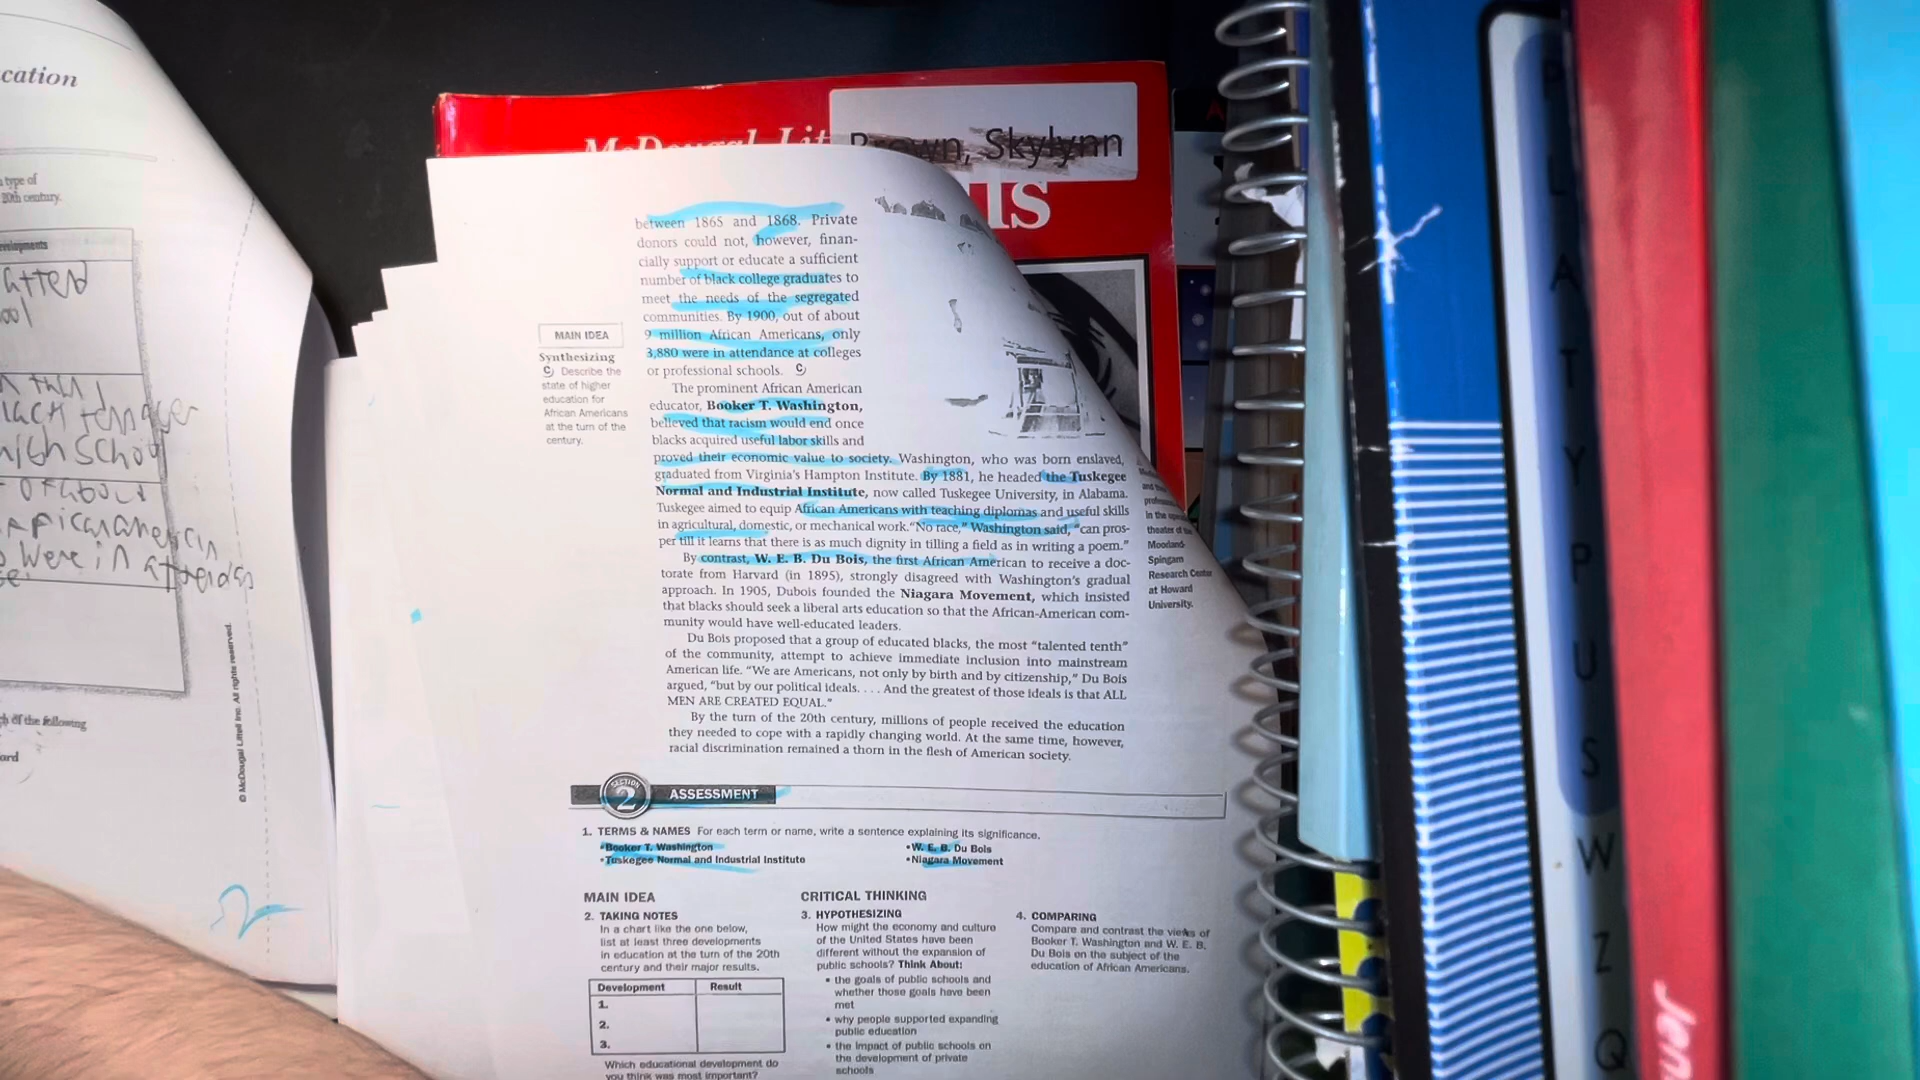 cation
type of
20th century.
McDougal Lit
Brown, Skylynn
between 1865 and 1868. Private
donors could not, however, finan-
cially support or educate a sufficient
number of black college graduates to
meet the needs of the segregated
communities. By 1900, out of about
9 million African Americans, only
3,880 were in attendance at colleges
or professional schools. C
MAIN IDEA
Synthesizing
C Describe the
state of higher
education for
African Americans
at the turn of the
century.
The prominent African American
educator, Booker T. Washington,
believed that racism would end once
blacks acquired useful labor skills and
proved their economic value to society. Washington, who was born enslaved,
graduated from Virginia's Hampton Institute. By 1881, he headed the Tuskegee
Normal and Industrial Institute, now called Tuskegee University, in Alabama.
Tuskegee aimed to equip African Americans with teaching diplomas and useful skills
in agricultural, domestic, or mechanical work. "No race," Washington said, "can pros-
per till it learns that there is as much dignity in tilling a field as in writing a poem."
By contrast, W. E. B. Du Bois, the first African American to receive a doc-
torate from Harvard (in 1895), strongly disagreed with Washington's gradual
approach. In 1905, Dubois founded the Niagara Movement, which insisted
that blacks should seek a liberal arts education so that the African-American com-
munity would have well-educated leaders.
Du Bois proposed that a group of educated blacks, the most "talented tenth"
of the community, attempt to achieve immediate inclusion into mainstream
American life. "We are Americans, not only by birth and by citizenship," Du Bois
argued, "but by our political ideals. . . . And the greatest of those ideals is that ALL
MEN ARE CREATED EQUAL."
By the turn of the 20th century, millions of people received the education
they needed to cope with a rapidly changing world. At the same time, however,
racial discrimination remained a thorn in the flesh of American society.
in the
theater of
Moorland-
Spingarn
Research Center
at Howard
University.
SECTION 2 ASSESSMENT
1. TERMS & NAMES For each term or name, write a sentence explaining its significance.
•Booker T. Washington
•Tuskegee Normal and Industrial Institute
•W. E. B. Du Bois
•Niagara Movement
MAIN IDEA
2. TAKING NOTES
In a chart like the one below,
list at least three developments
in education at the turn of the 20th
century and their major results.
Development Result
1.
2.
3.
Which educational development do
you think was most important?
CRITICAL THINKING
3. HYPOTHESIZING
How might the economy and culture
of the United States have been
different without the expansion of
public schools? Think About:
• the goals of public schools and
whether those goals have been
met
• why people supported expanding
public education
• the impact of public schools on
the development of private
schools
4. COMPARING
Compare and contrast the views of
Booker T. Washington and W. E. B.
Du Bois on the subject of the
education of African Americans.
of the following
© McDougal Littell Inc. All rights reserved.
were in
PLATYPUS
W
Z
Q
Jen